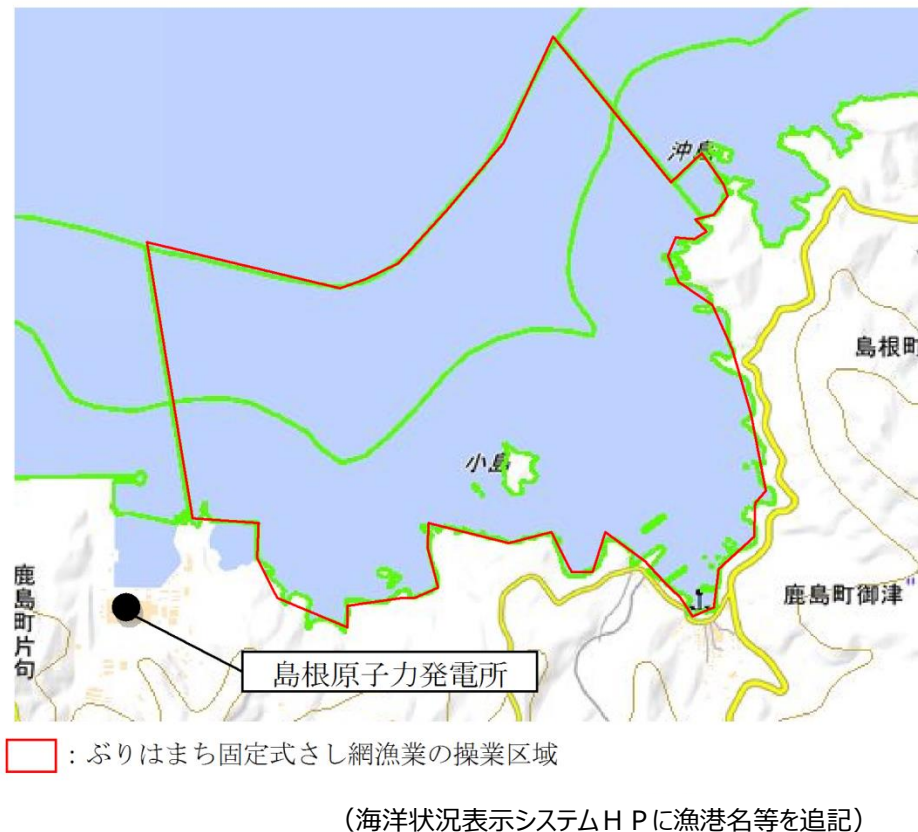 沖島
島根町
小島
鹿島町片句
鹿島町御津
島根原子力発電所
：ぶりはまち固定式さし網漁業の操業区域
（海洋状況表示システムＨＰに漁港名等を追記）